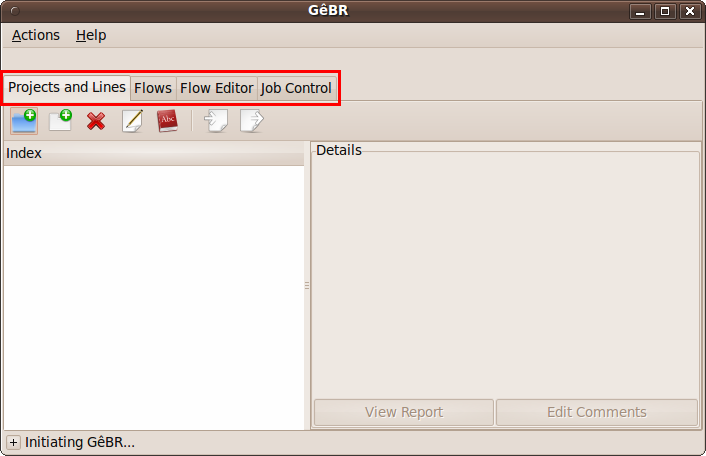 GêBR
Actions Help
Projects and Lines Flows Flow Editor Job Control
Abc
Index
Details
View Report Edit Comments
Initiating GêBR...